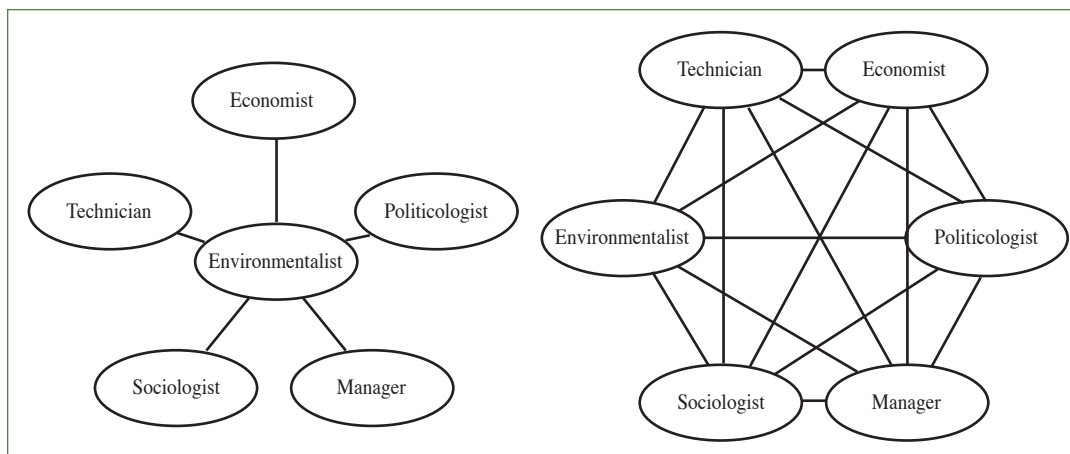 Economist
Technician
Politicologist
Environmentalist
Sociologist
Manager
Technician
Economist
Environmentalist
Politicologist
Sociologist
Manager